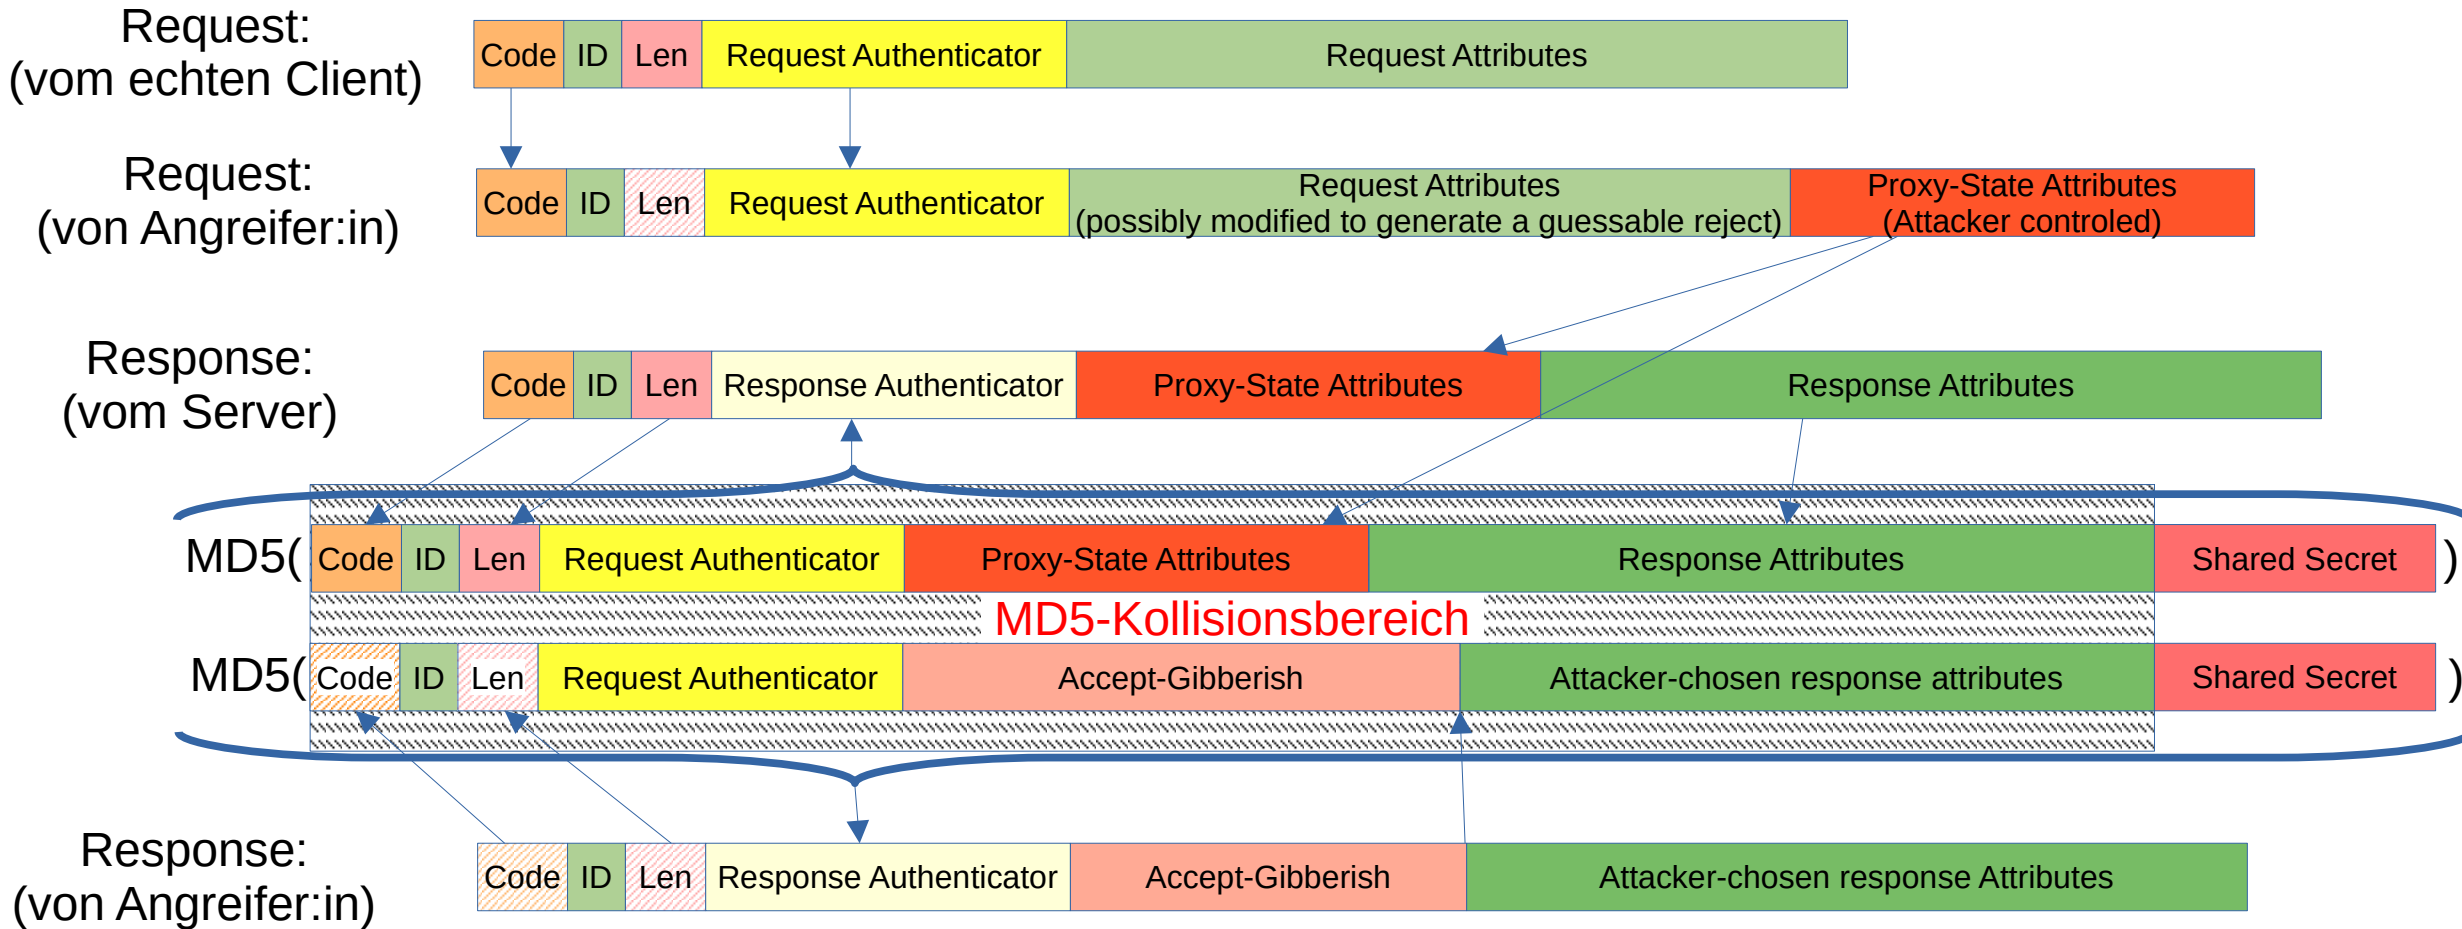 Request:
(vom echten Client)
Code ID Len Request Authenticator Request Attributes
Request:
(von Angreifer:in)
Code ID Len Request Authenticator Request Attributes
(possibly modified to generate a guessable reject)
Proxy-State Attributes
(Attacker controled)
Response:
(vom Server)
Code ID Len Response Authenticator Proxy-State Attributes Response Attributes
MD5( Code ID Len Request Authenticator Proxy-State Attributes Response Attributes Shared Secret )
MD5-Kollisionsbereich
MD5( Code ID Len Request Authenticator Accept-Gibberish Attacker-chosen response attributes Shared Secret )
Response:
(von Angreifer:in)
Code ID Len Response Authenticator Accept-Gibberish Attacker-chosen response Attributes